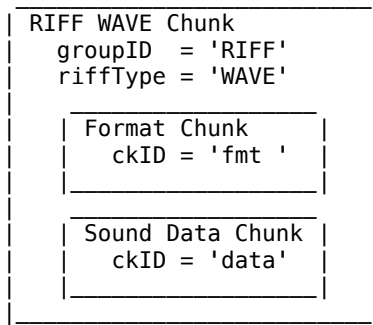 RIFF WAVE Chunk
groupID = 'RIFF'
riffType = 'WAVE'
Format Chunk
ckID = 'fmt '
Sound Data Chunk
ckID = 'data'